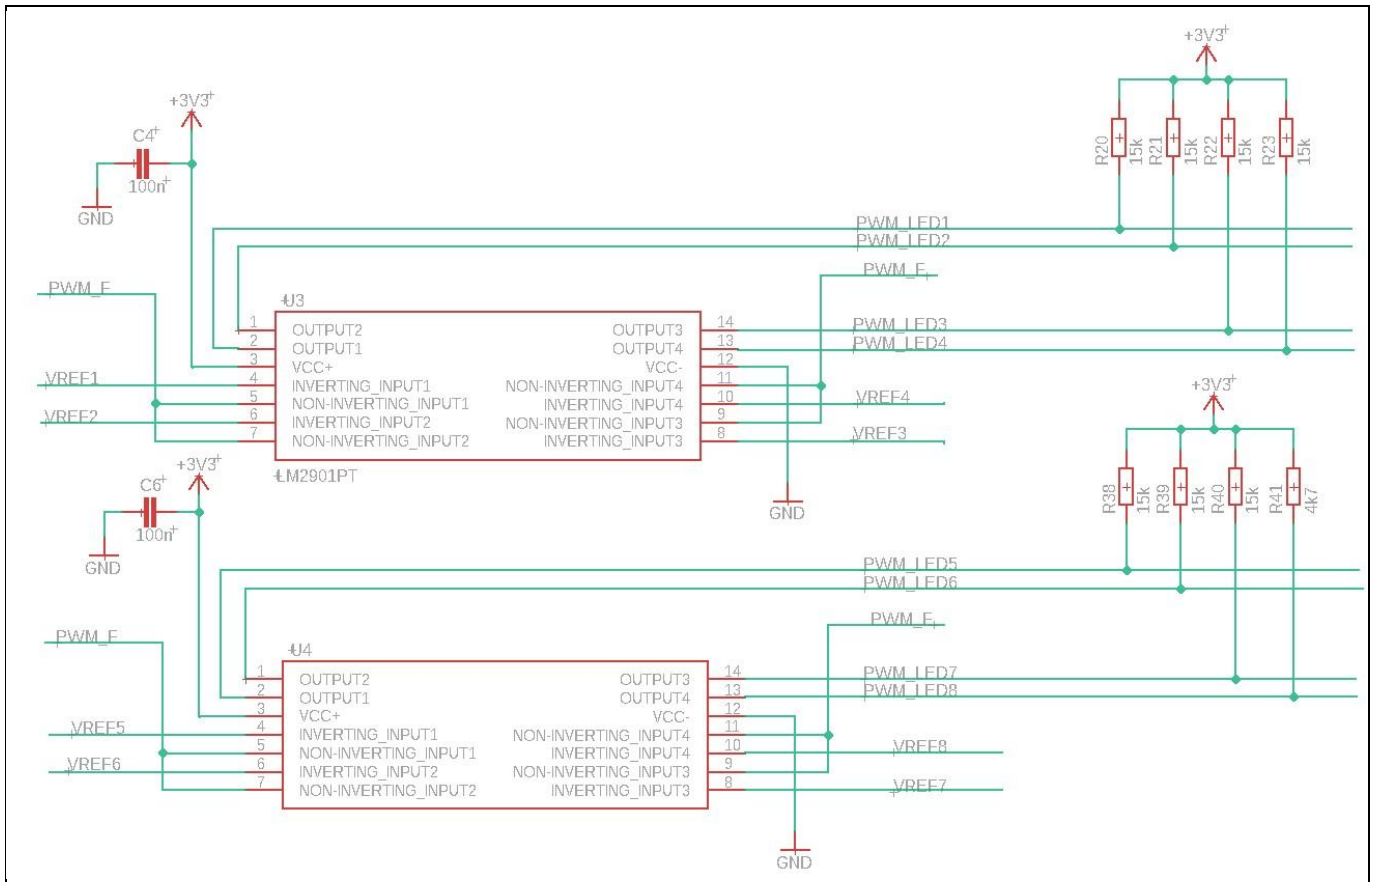 +3V3
+3V3
C4
100n
GND
R20
15k
R21
15k
R22
15k
R23
15k
PWM_LED1
PWM_LED2
PWM_F
PWM_F
U3
1
OUTPUT2
OUTPUT3
14
PWM_LED3
2
OUTPUT1
OUTPUT4
13
PWM_LED4
3
VCC+
VCC-
12
VREF1
4
INVERTING_INPUT1
NON-INVERTING_INPUT4
11
5
NON-INVERTING_INPUT1
INVERTING_INPUT4
10
VREF4
VREF2
6
INVERTING_INPUT2
NON-INVERTING_INPUT3
9
7
NON-INVERTING_INPUT2
INVERTING_INPUT3
8
VREF3
LM2901PT
GND
+3V3
+3V3
C6
100n
GND
R38
15k
R39
15k
R40
15k
R41
4k7
PWM_LED5
PWM_LED6
PWM_F
PWM_F
U4
1
OUTPUT2
OUTPUT3
14
PWM_LED7
2
OUTPUT1
OUTPUT4
13
PWM_LED8
3
VCC+
VCC-
12
VREF5
4
INVERTING_INPUT1
NON-INVERTING_INPUT4
11
5
NON-INVERTING_INPUT1
INVERTING_INPUT4
10
VREF8
VREF6
6
INVERTING_INPUT2
NON-INVERTING_INPUT3
9
7
NON-INVERTING_INPUT2
INVERTING_INPUT3
8
VREF7
GND